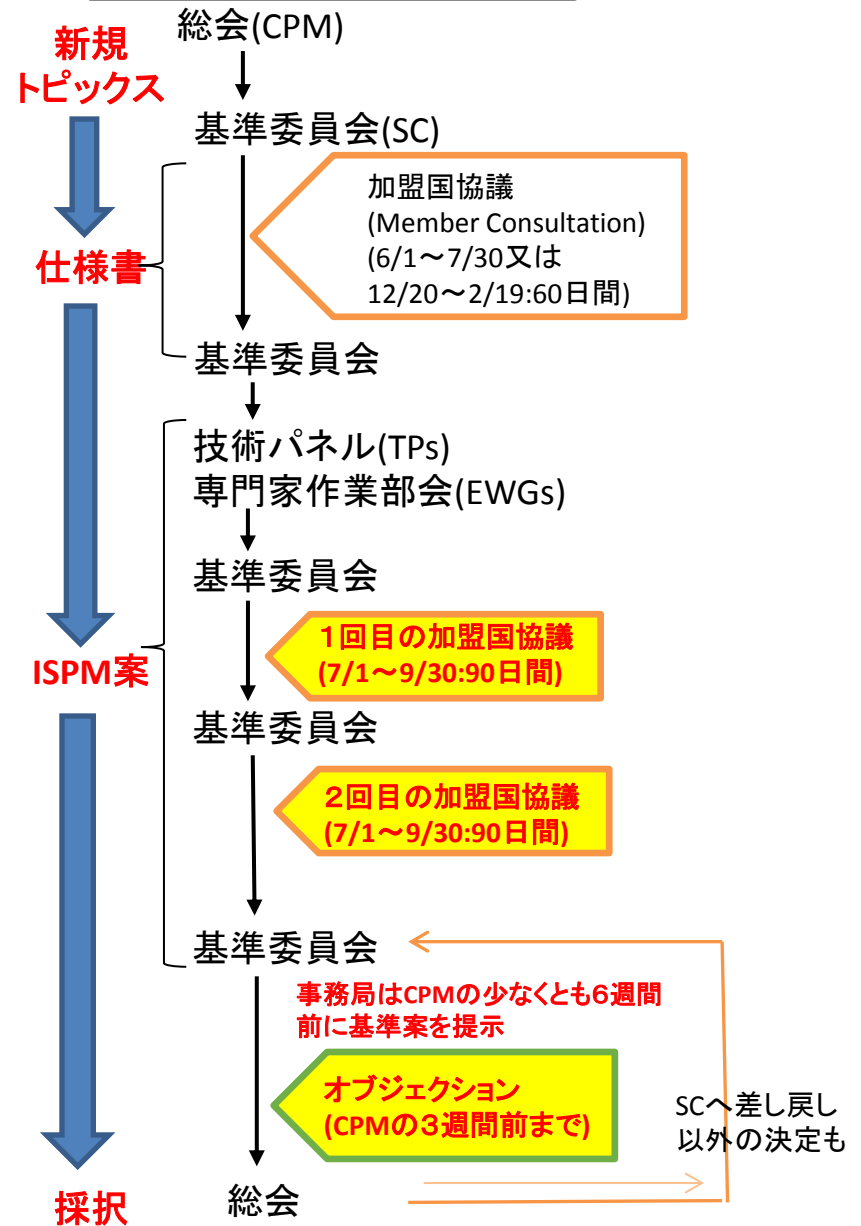 総会(CPM)
新規
トピックス
基準委員会(SC)
加盟国協議
(Member Consultation)
(6/1～7/30又は
12/20～2/19:60日間)
仕様書
基準委員会
技術パネル(TPs)
専門家作業部会(EWGs)
基準委員会
１回目の加盟国協議
(7/1～9/30:90日間)
ISPM案
基準委員会
２回目の加盟国協議
(7/1～9/30:90日間)
基準委員会
事務局はCPMの少なくとも６週間
前に基準案を提示
オブジェクション
(CPMの３週間前まで)
SCへ差し戻し
以外の決定も
総会
採択